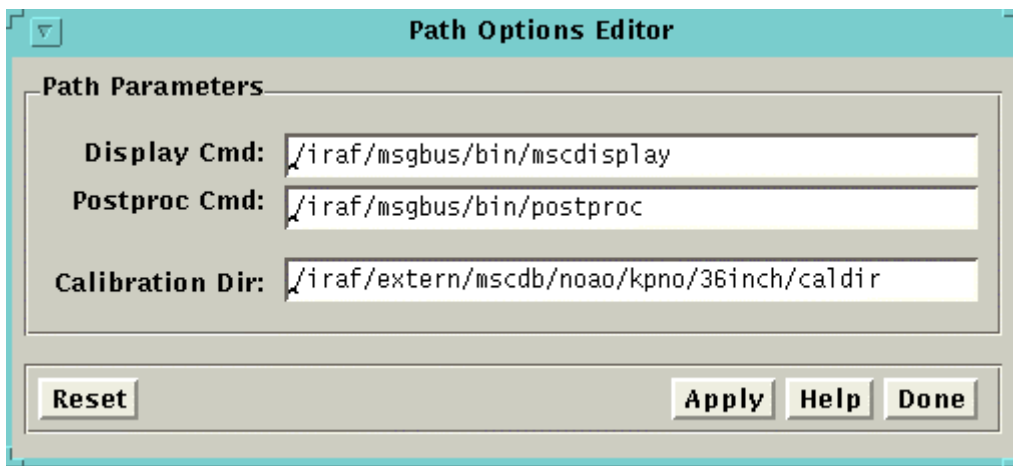 Path Options Editor
Path Parameters
Display Cmd: /iraf/msgbus/bin/mscdisplay
Postproc Cmd: /iraf/msgbus/bin/postproc
Calibration Dir: /iraf/extern/mscdb/noao/kpno/36inch/caldir
Reset Apply Help Done